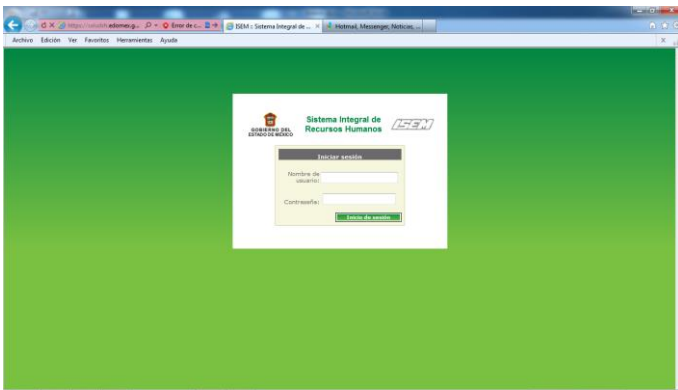 Error de c...
ISEM :: Sistema Integral de ...
Hotmail, Messenger, Noticias, ...
Archivo Edición Ver Favoritos Herramientas Ayuda
GOBIERNO DEL
ESTADO DE MÉXICO
Sistema Integral de
Recursos Humanos
ISEM
Iniciar sesión
Nombre de
usuario:
Contraseña:
Inicio de sesión